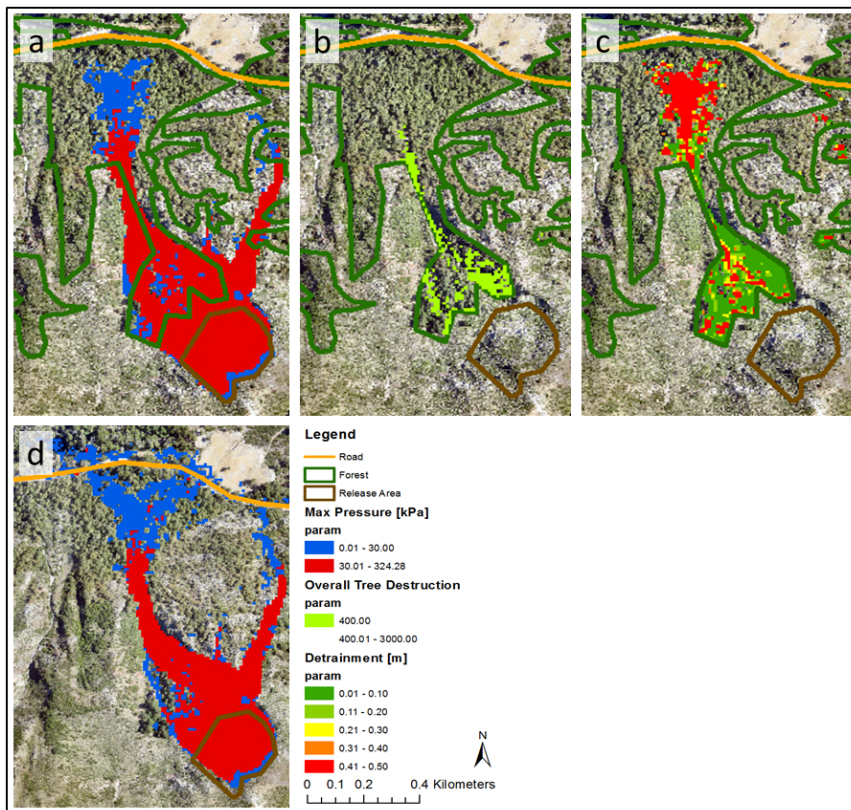 a
b
c
d
Legend
Road
Forest
Release Area
Max Pressure [kPa]
param
0.01 - 30.00
30.01 - 324.28
Overall Tree Destruction
param
400.00
400.01 - 3000.00
Detrainment [m]
param
0.01 - 0.10
0.11 - 0.20
0.21 - 0.30
0.31 - 0.40
0.41 - 0.50
N
0 0.1 0.2 0.4 Kilometers